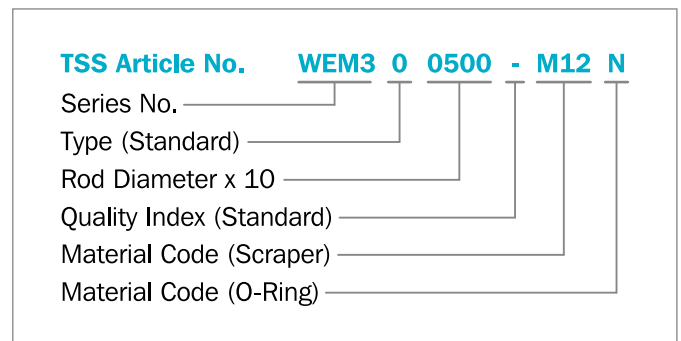 TSS Article No. WEM3 0 0500 - M12 N
Series No.
Type (Standard)
Rod Diameter x 10
Quality Index (Standard)
Material Code (Scraper)
Material Code (O-Ring)